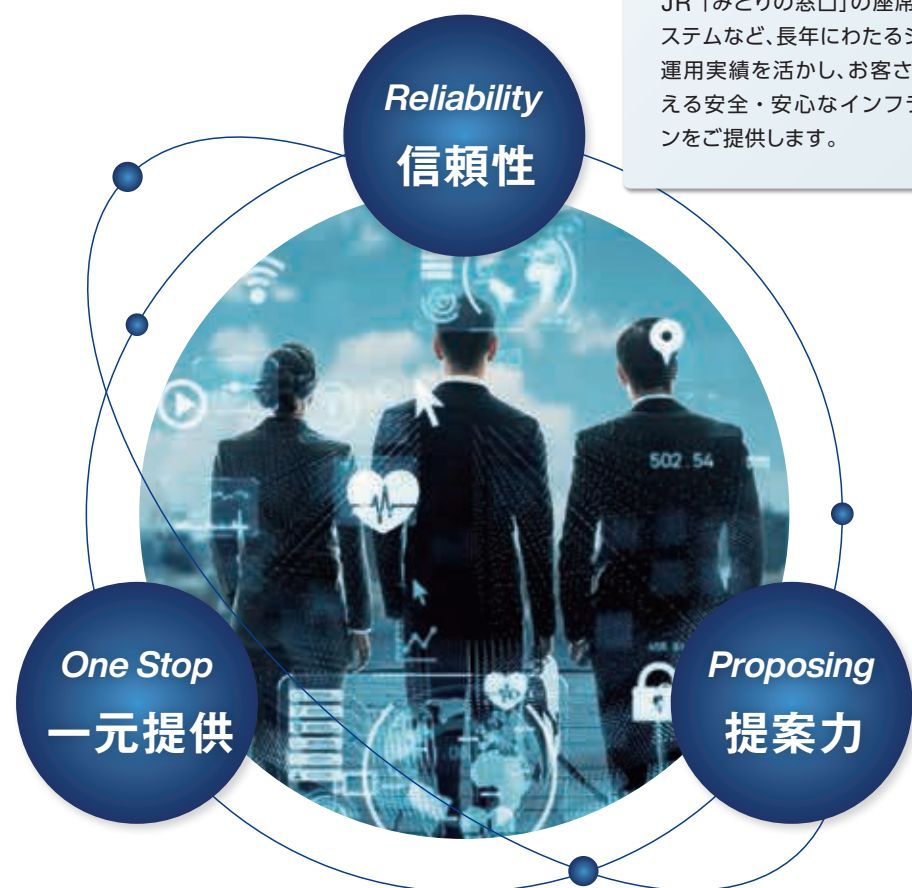 Reliability
信頼性
JR「みどりの窓口」の座席
ステムなど、長年にわたるシ
運用実績を活かし、お客さ
える安全・安心なインフラ
ンをご提供します。
502 54
One Stop
一元提供
Proposing
提案力